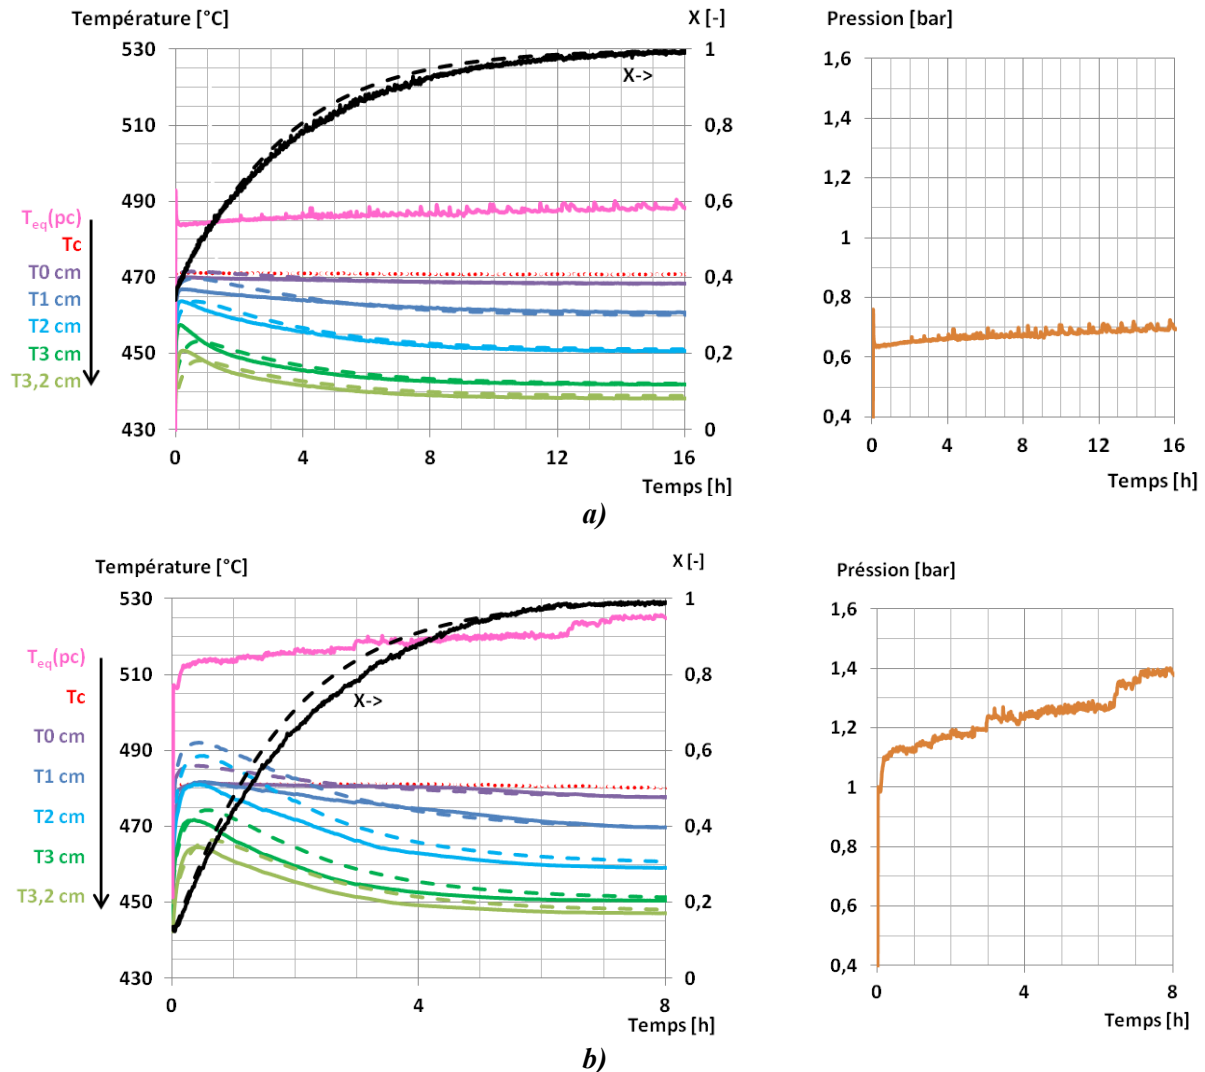 Température [°C]
X [-]
530
510
490
470
450
430
1
0,8
0,6
0,4
0,2
0
X->
T_eq(pc)
Tc
T0 cm
T1 cm
T2 cm
T3 cm
T3,2 cm
0
4
8
12
16
Temps [h]
Pression [bar]
1,6
1,4
1,2
1
0,8
0,6
0,4
0
4
8
12
16
Temps [h]
a)
Température [°C]
X [-]
530
510
490
470
450
430
1
0,8
0,6
0,4
0,2
0
X->
T_eq(pc)
Tc
T0 cm
T1 cm
T2 cm
T3 cm
T3,2 cm
0
4
8
Temps [h]
Préssion [bar]
1,6
1,4
1,2
1
0,8
0,6
0,4
0
4
8
Temps [h]
b)